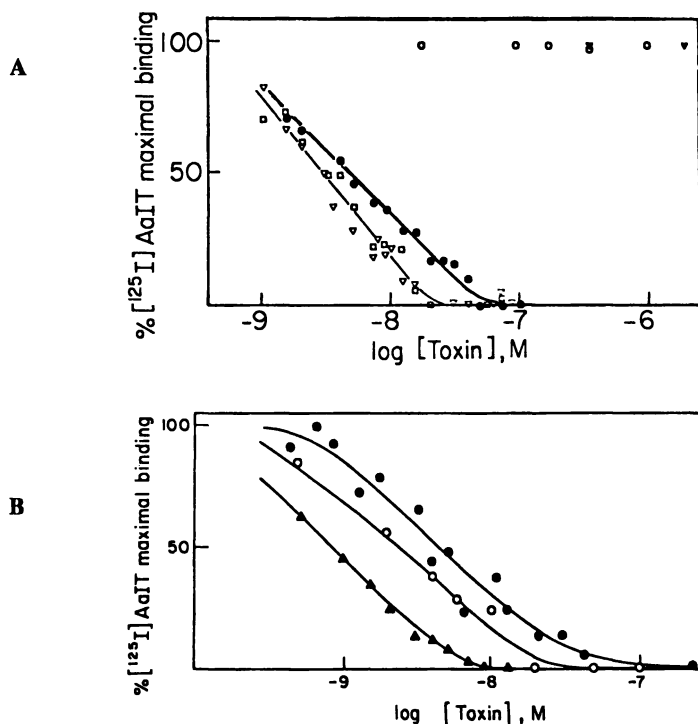 A
% [¹²⁵I] AaIT maximal binding
100
50
-9
-8
-7
-6
log [Toxin], M
B
% [¹²⁵I] AaIT maximal binding
100
50
-9
-8
-7
log [Toxin], M